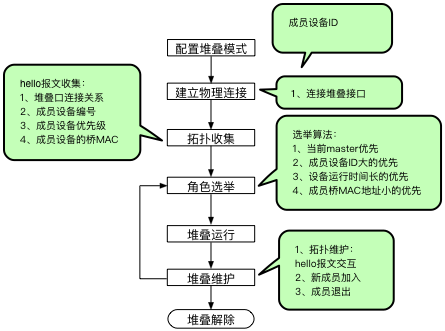 成员设备ID
配置堆叠模式
hello报文收集：
1、堆叠口连接关系
2、成员设备编号
3、成员设备优先级
4、成员设备的桥MAC
建立物理连接
1、连接堆叠接口
拓扑收集
选举算法：
1、当前master优先
2、成员设备ID大的优先
3、设备运行时间长的优先
4、成员桥MAC地址小的优先
角色选举
堆叠运行
1、拓扑维护：
hello报文交互
2、新成员加入
3、成员退出
堆叠维护
堆叠解除